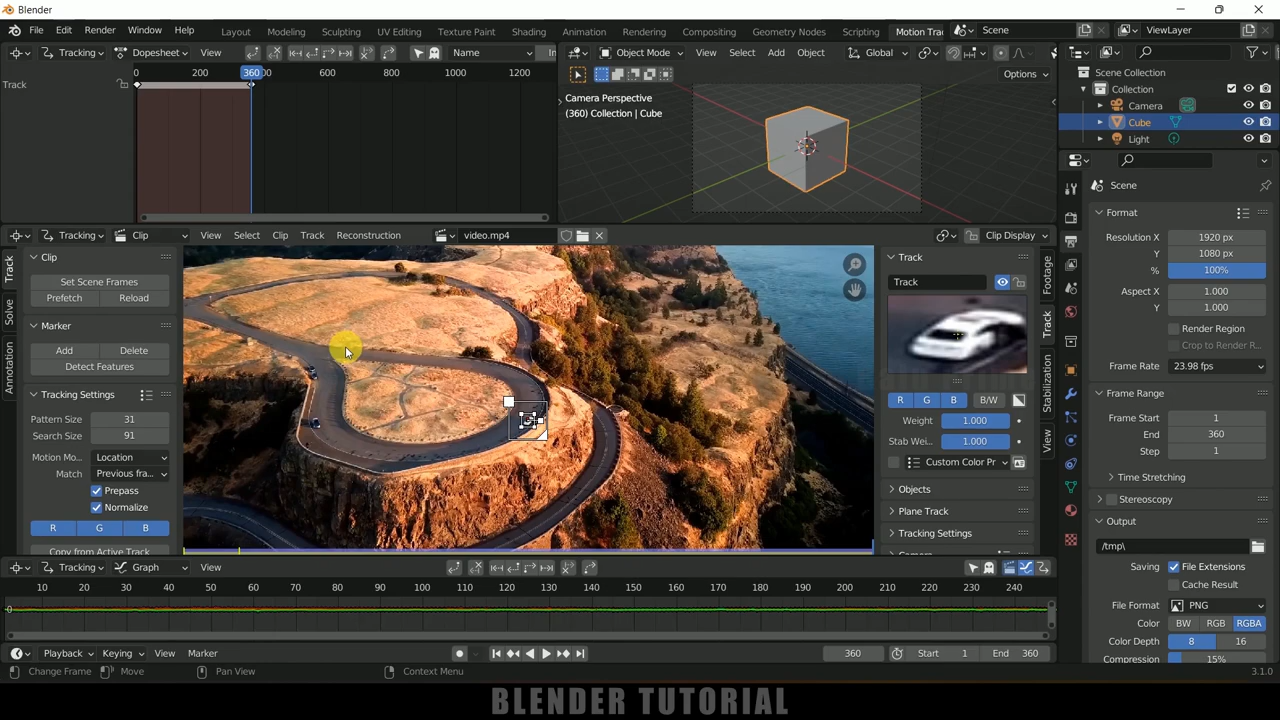 Blender
File Edit Render Window Help
Layout Modeling Sculpting UV Editing Texture Paint Shading Animation Rendering Compositing Geometry Nodes Scripting Motion Trac
Scene
ViewLayer
Tracking Dopesheet View Name In
Object Mode View Select Add Object Global
0 200 360 600 800 1000 1200
Track
Options
Camera Perspective
(360) Collection | Cube
Scene Collection
Collection
Camera
Cube
Light
Tracking Clip View Select Clip Track Reconstruction video.mp4 Clip Display
Track
Solve
Annotation
Clip
Set Scene Frames
Prefetch Reload
Marker
Add Delete
Detect Features
Tracking Settings
Pattern Size 31
Search Size 91
Motion Mo... Location
Match Previous fra...
Prepass
Normalize
R G B
Copy from Active Track
Track
Track
R G B B/W
Weight 1.000
Stab Wei... 1.000
Custom Color Pr
Objects
Plane Track
Tracking Settings
Footage
Track
Stabilization
View
Scene
Format
Resolution X 1920 px
Y 1080 px
% 100%
Aspect X 1.000
Y 1.000
Render Region
Crop to Render R...
Frame Rate 23.98 fps
Frame Range
Frame Start 1
End 360
Step 1
Time Stretching
Stereoscopy
Output
/tmp\
Saving File Extensions
Cache Result
File Format PNG
Color BW RGB RGBA
Color Depth 8 16
Compression 15%
Tracking Graph View
10 20 30 40 50 60 70 80 90 100 110 120 130 140 150 160 170 180 190 200 210 220 230 240
0
Playback Keying View Marker 360 Start 1 End 360
Change Frame Move Pan View Context Menu 3.1.0
BLENDER TUTORIAL